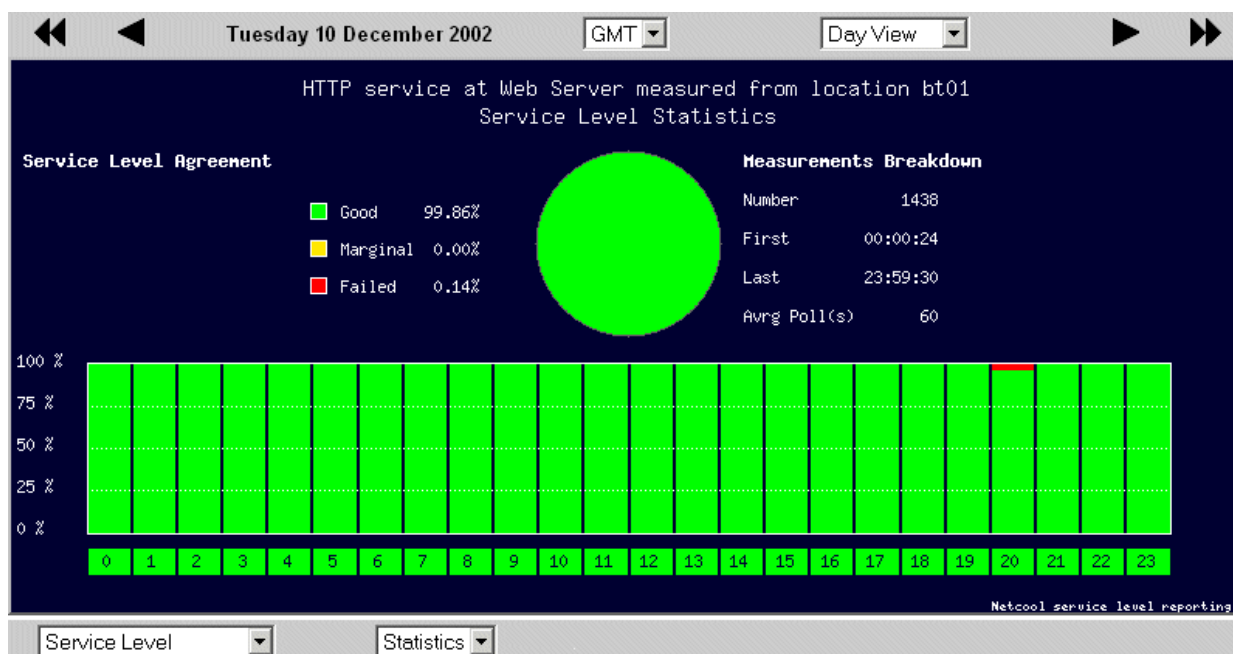 Tuesday 10 December 2002 GMT Day View
HTTP service at Web Server measured from location bt01
Service Level Statistics
Service Level Agreement
Good 99.86%
Marginal 0.00%
Failed 0.14%
Measurements Breakdown
Number 1438
First 00:00:24
Last 23:59:30
Avrg Poll(s) 60
100 %
75 %
50 %
25 %
0 %
0 1 2 3 4 5 6 7 8 9 10 11 12 13 14 15 16 17 18 19 20 21 22 23
Netcool service level reporting
Service Level Statistics